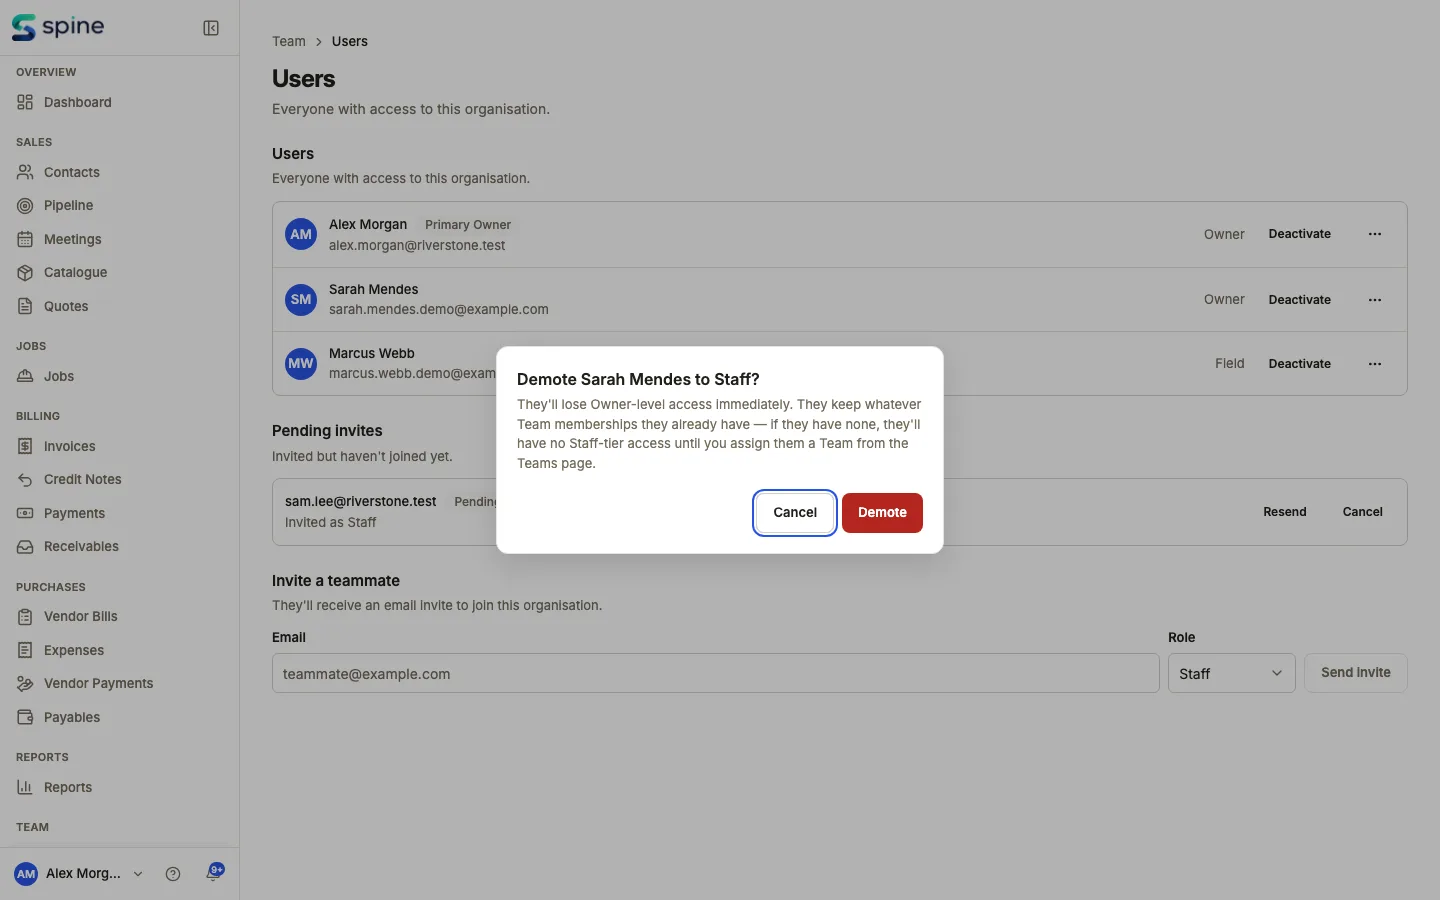 spine
OVERVIEW
Dashboard
SALES
Contacts
Pipeline
Meetings
Catalogue
Quotes
JOBS
Jobs
BILLING
Invoices
Credit Notes
Payments
Receivables
PURCHASES
Vendor Bills
Expenses
Vendor Payments
Payables
REPORTS
Reports
TEAM
AM Alex Morg...
9+
Team > Users
Users
Everyone with access to this organisation.
Users
Everyone with access to this organisation.
AM
Alex Morgan Primary Owner
alex.morgan@riverstone.test
Owner Deactivate ...
SM
Sarah Mendes
sarah.mendes.demo@example.com
Owner Deactivate ...
MW
Marcus Webb
marcus.webb.demo@exam
Field Deactivate ...
Demote Sarah Mendes to Staff?
They'll lose Owner-level access immediately. They keep whatever
Team memberships they already have — if they have none, they'll
have no Staff-tier access until you assign them a Team from the
Teams page.
Cancel Demote
Pending invites
Invited but haven't joined yet.
sam.lee@riverstone.test Pending
Invited as Staff
Resend Cancel
Invite a teammate
They'll receive an email invite to join this organisation.
Email
teammate@example.com
Role
Staff
Send invite